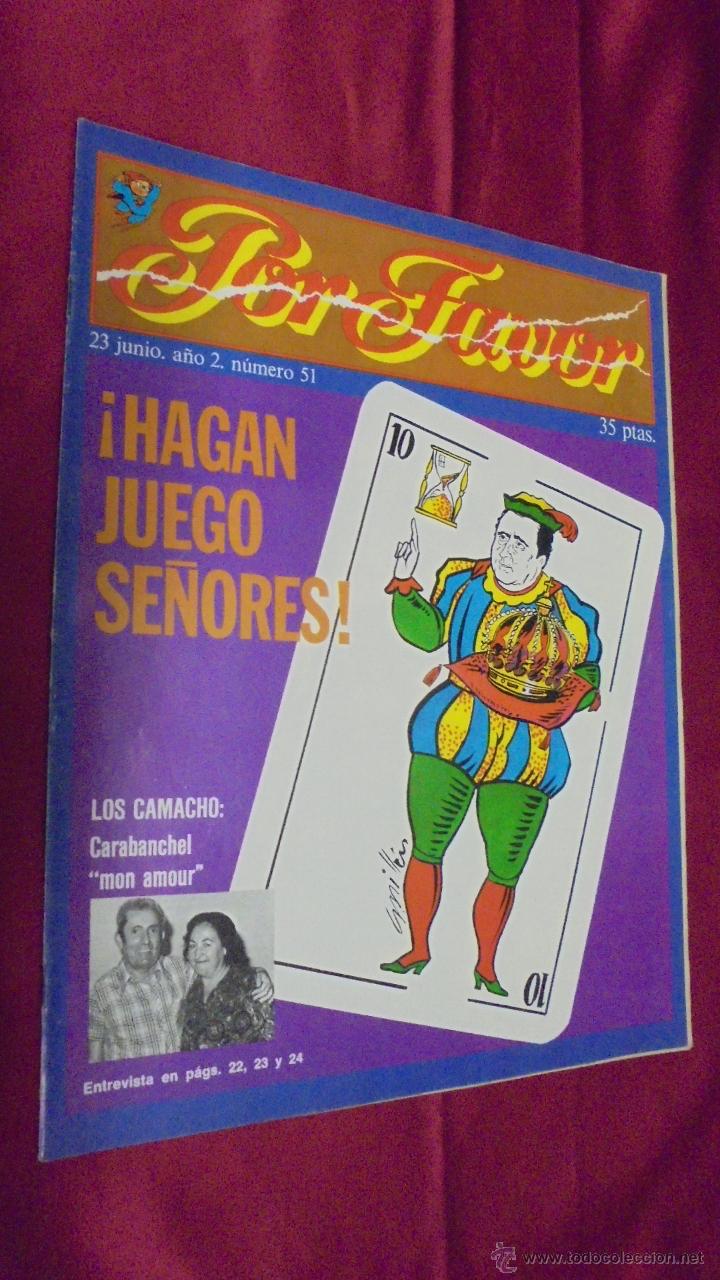 Por Favor
23 junio. año 2. número 51
35 ptas.
¡HAGAN
JUEGO
SEÑORES!
10
10
LOS CAMACHO:
Carabanchel
"mon amour"
Entrevista en págs. 22, 23 y 24
www.todocoleccion.net